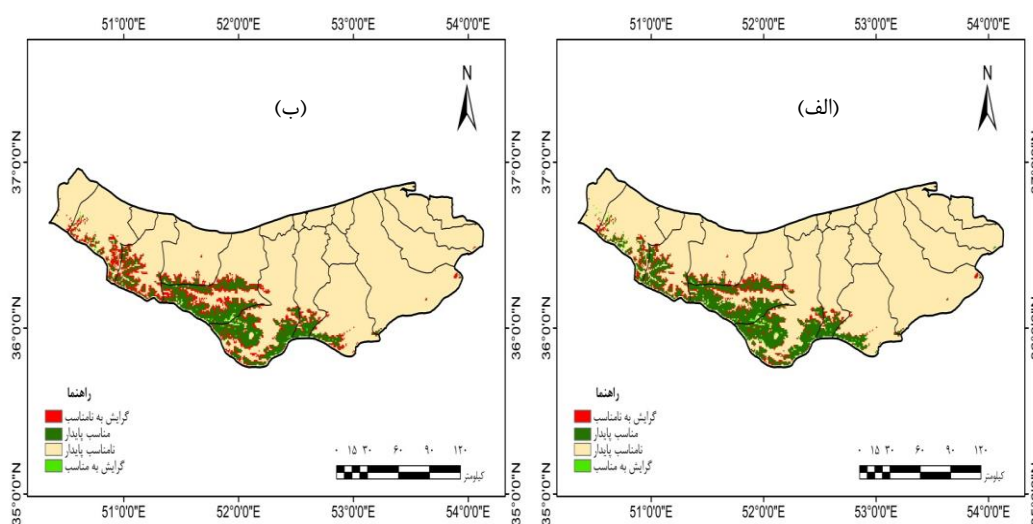 51°0'0"E 52°0'0"E 53°0'0"E 54°0'0"E
37°0'0"N
36°0'0"N
35°0'0"N
N
(الف)
راهنما
گرایش به نامناسب
مناسب پایدار
نامناسب پایدار
گرایش به مناسب
۰ ۱۵ ۳۰ ۶۰ ۹۰ ۱۲۰
کیلومتر
51°0'0"E 52°0'0"E 53°0'0"E 54°0'0"E
51°0'0"E 52°0'0"E 53°0'0"E 54°0'0"E
37°0'0"N
36°0'0"N
35°0'0"N
N
(ب)
راهنما
گرایش به نامناسب
مناسب پایدار
نامناسب پایدار
گرایش به مناسب
۰ ۱۵ ۳۰ ۶۰ ۹۰ ۱۲۰
کیلومتر
51°0'0"E 52°0'0"E 53°0'0"E 54°0'0"E